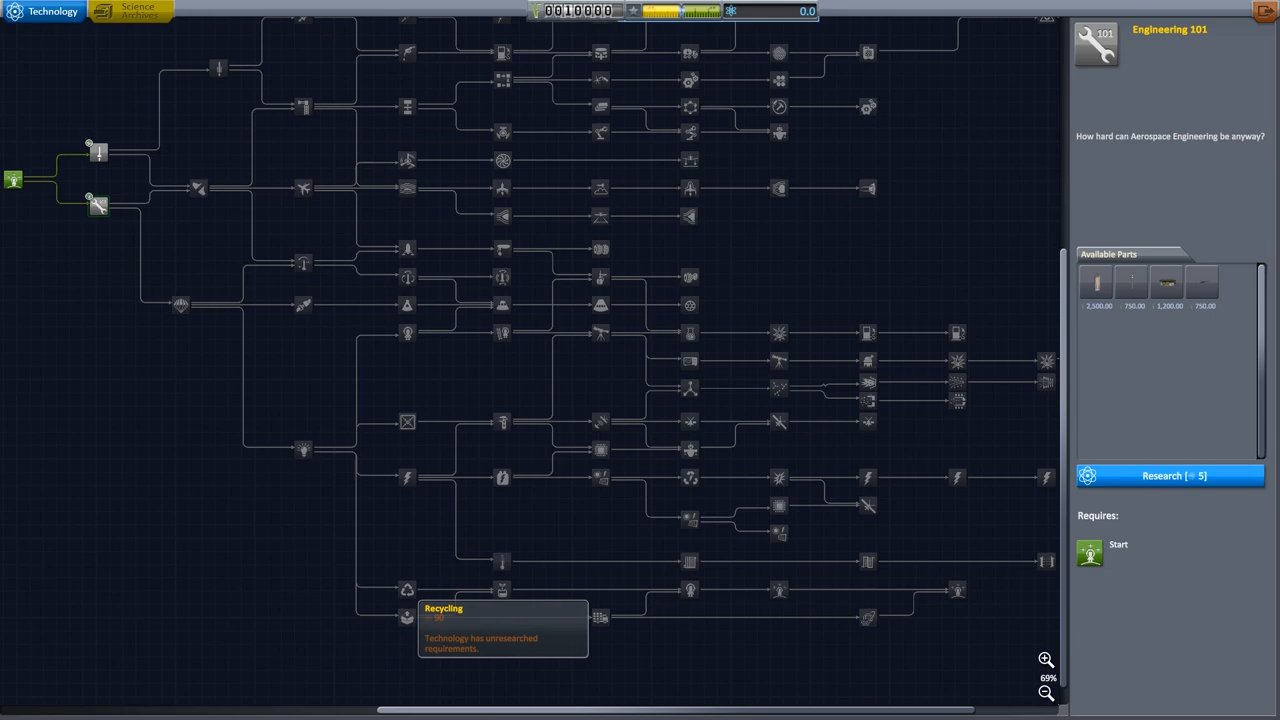 Technology
Science
Archives
0010000
0.0
101
Engineering 101
How hard can Aerospace Engineering be anyway?
Available Parts
2,500.00
750.00
1,200.00
750.00
Research [ 5]
Requires:
Start
Recycling
90
Technology has unresearched
requirements.
69%